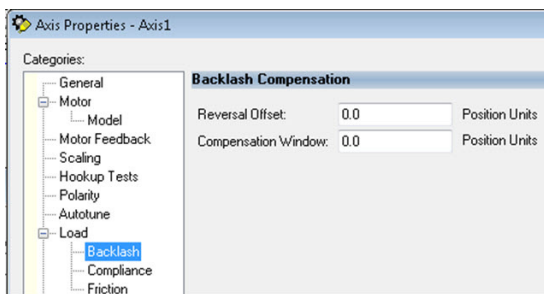 Axis Properties - Axis1
Categories:
General
Motor
Model
Motor Feedback
Scaling
Hookup Tests
Polarity
Autotune
Load
Backlash
Compliance
Friction
Backlash Compensation
Reversal Offset: 0.0 Position Units
Compensation Window: 0.0 Position Units